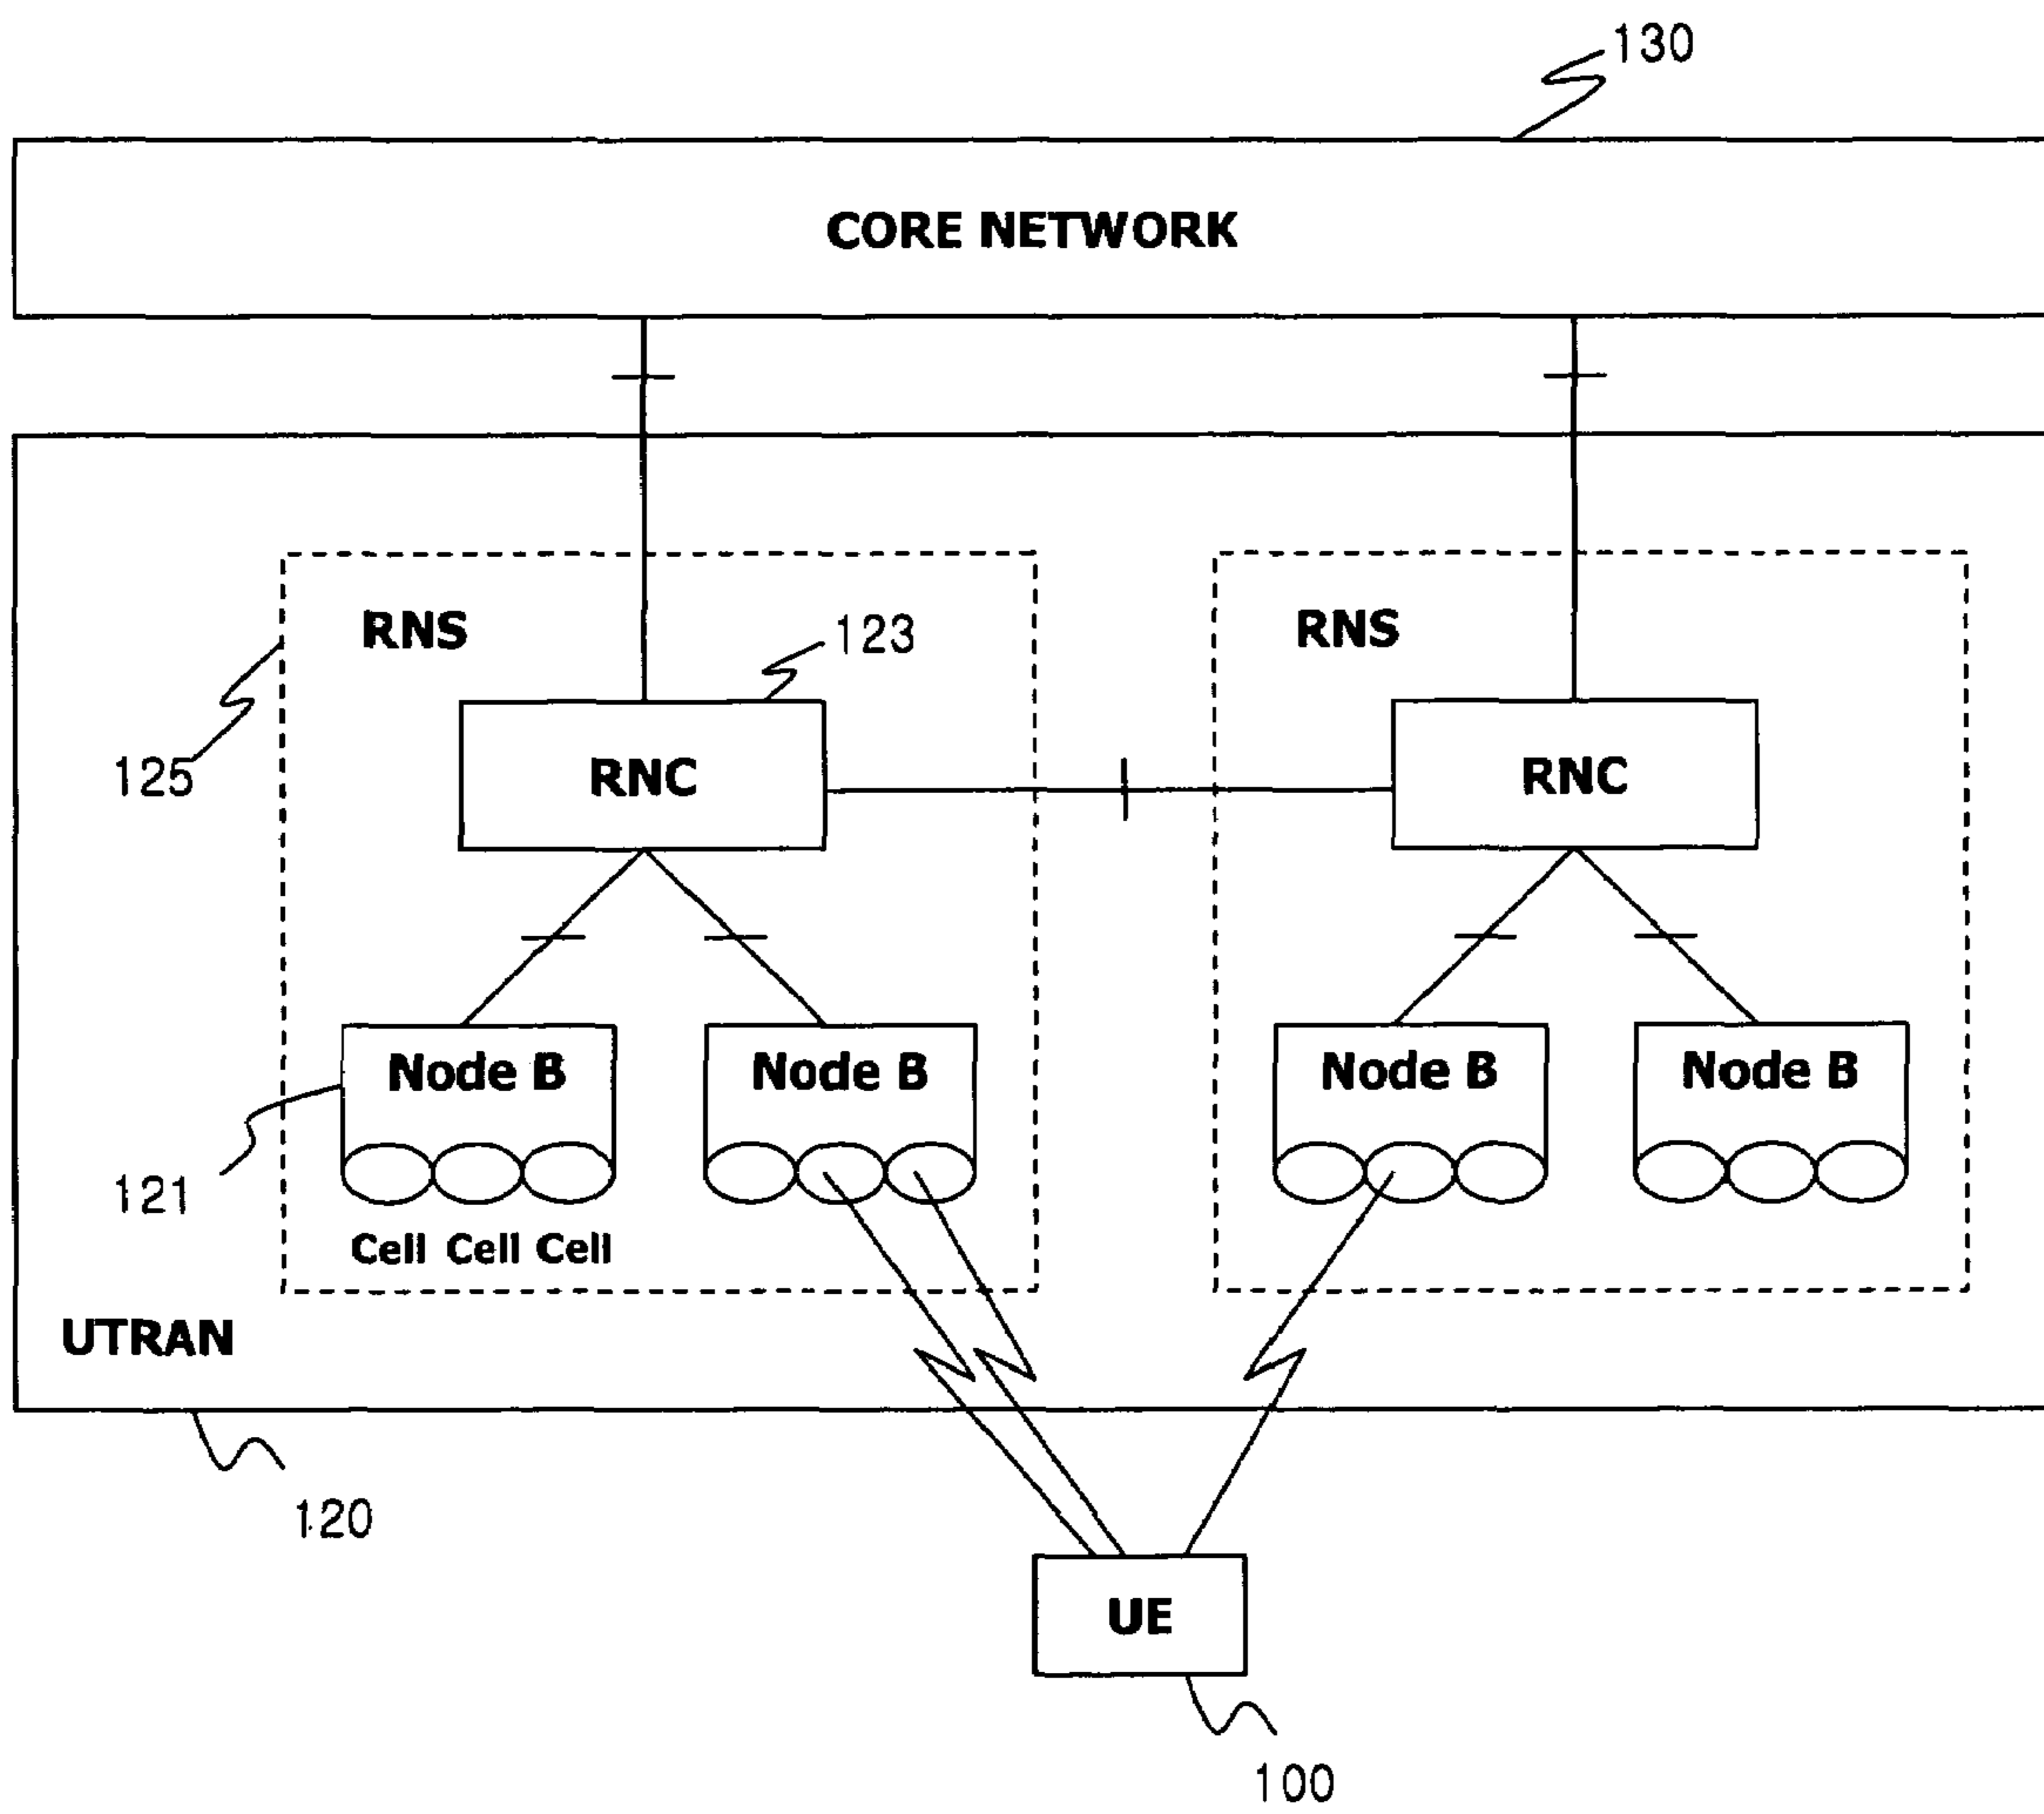 130
CORE NETWORK
RNS
RNS
123
125
RNC
RNC
Node B
Node B
Node B
Node B
121
Cell Cell Cell
UTRAN
120
UE
100